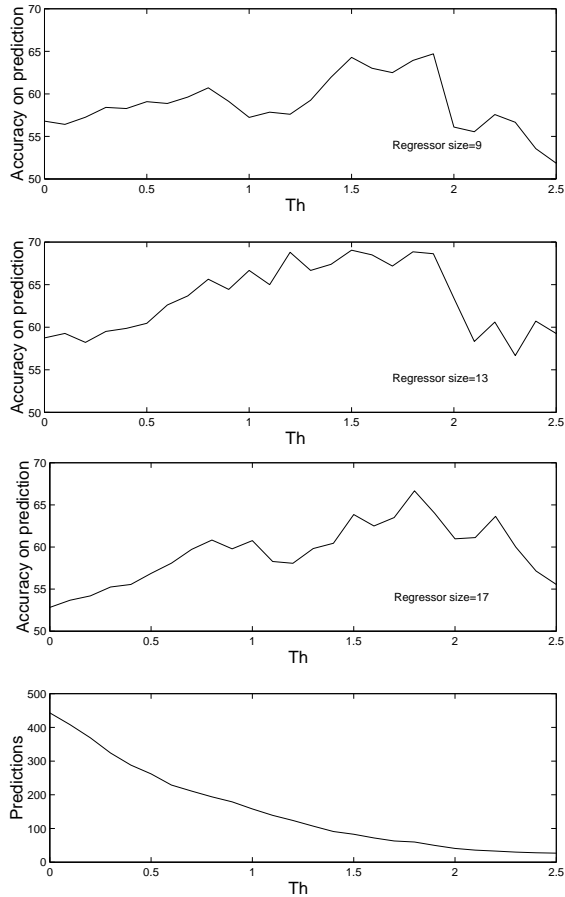 70
65
60
55
50
Accuracy on prediction
Regressor size=9
0 0.5 1 1.5 2 2.5
Th
70
65
60
55
50
Accuracy on prediction
Regressor size=13
0 0.5 1 1.5 2 2.5
Th
70
65
60
55
50
Accuracy on prediction
Regressor size=17
0 0.5 1 1.5 2 2.5
Th
500
400
300
200
100
0
Predictions
0 0.5 1 1.5 2 2.5
Th